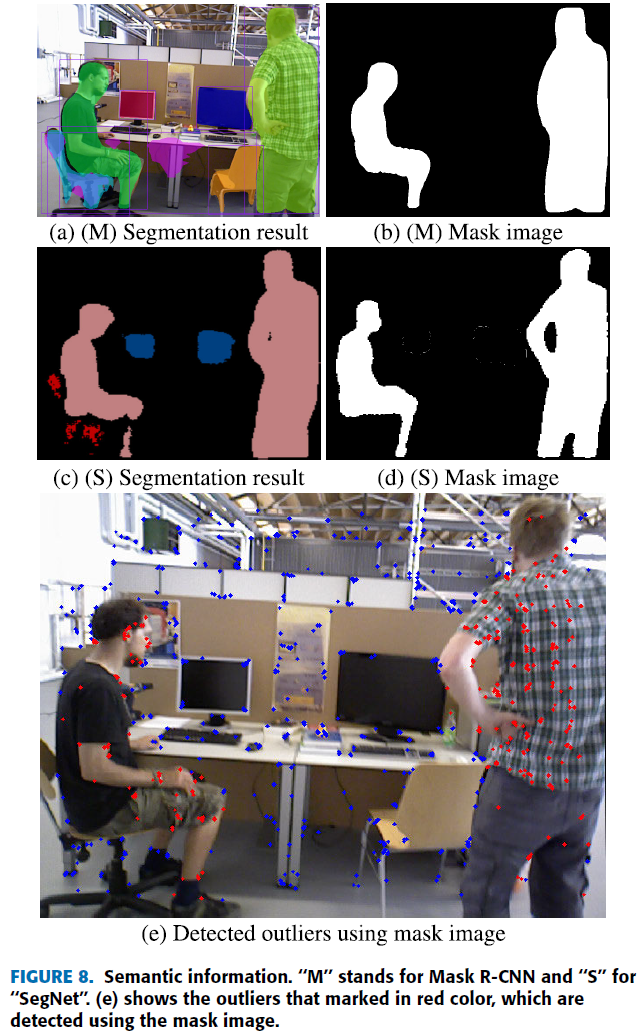 (a) (M) Segmentation result
(b) (M) Mask image
(c) (S) Segmentation result
(d) (S) Mask image
(e) Detected outliers using mask image
FIGURE 8. Semantic information. “M” stands for Mask R-CNN and “S” for
“SegNet”. (e) shows the outliers that marked in red color, which are
detected using the mask image.